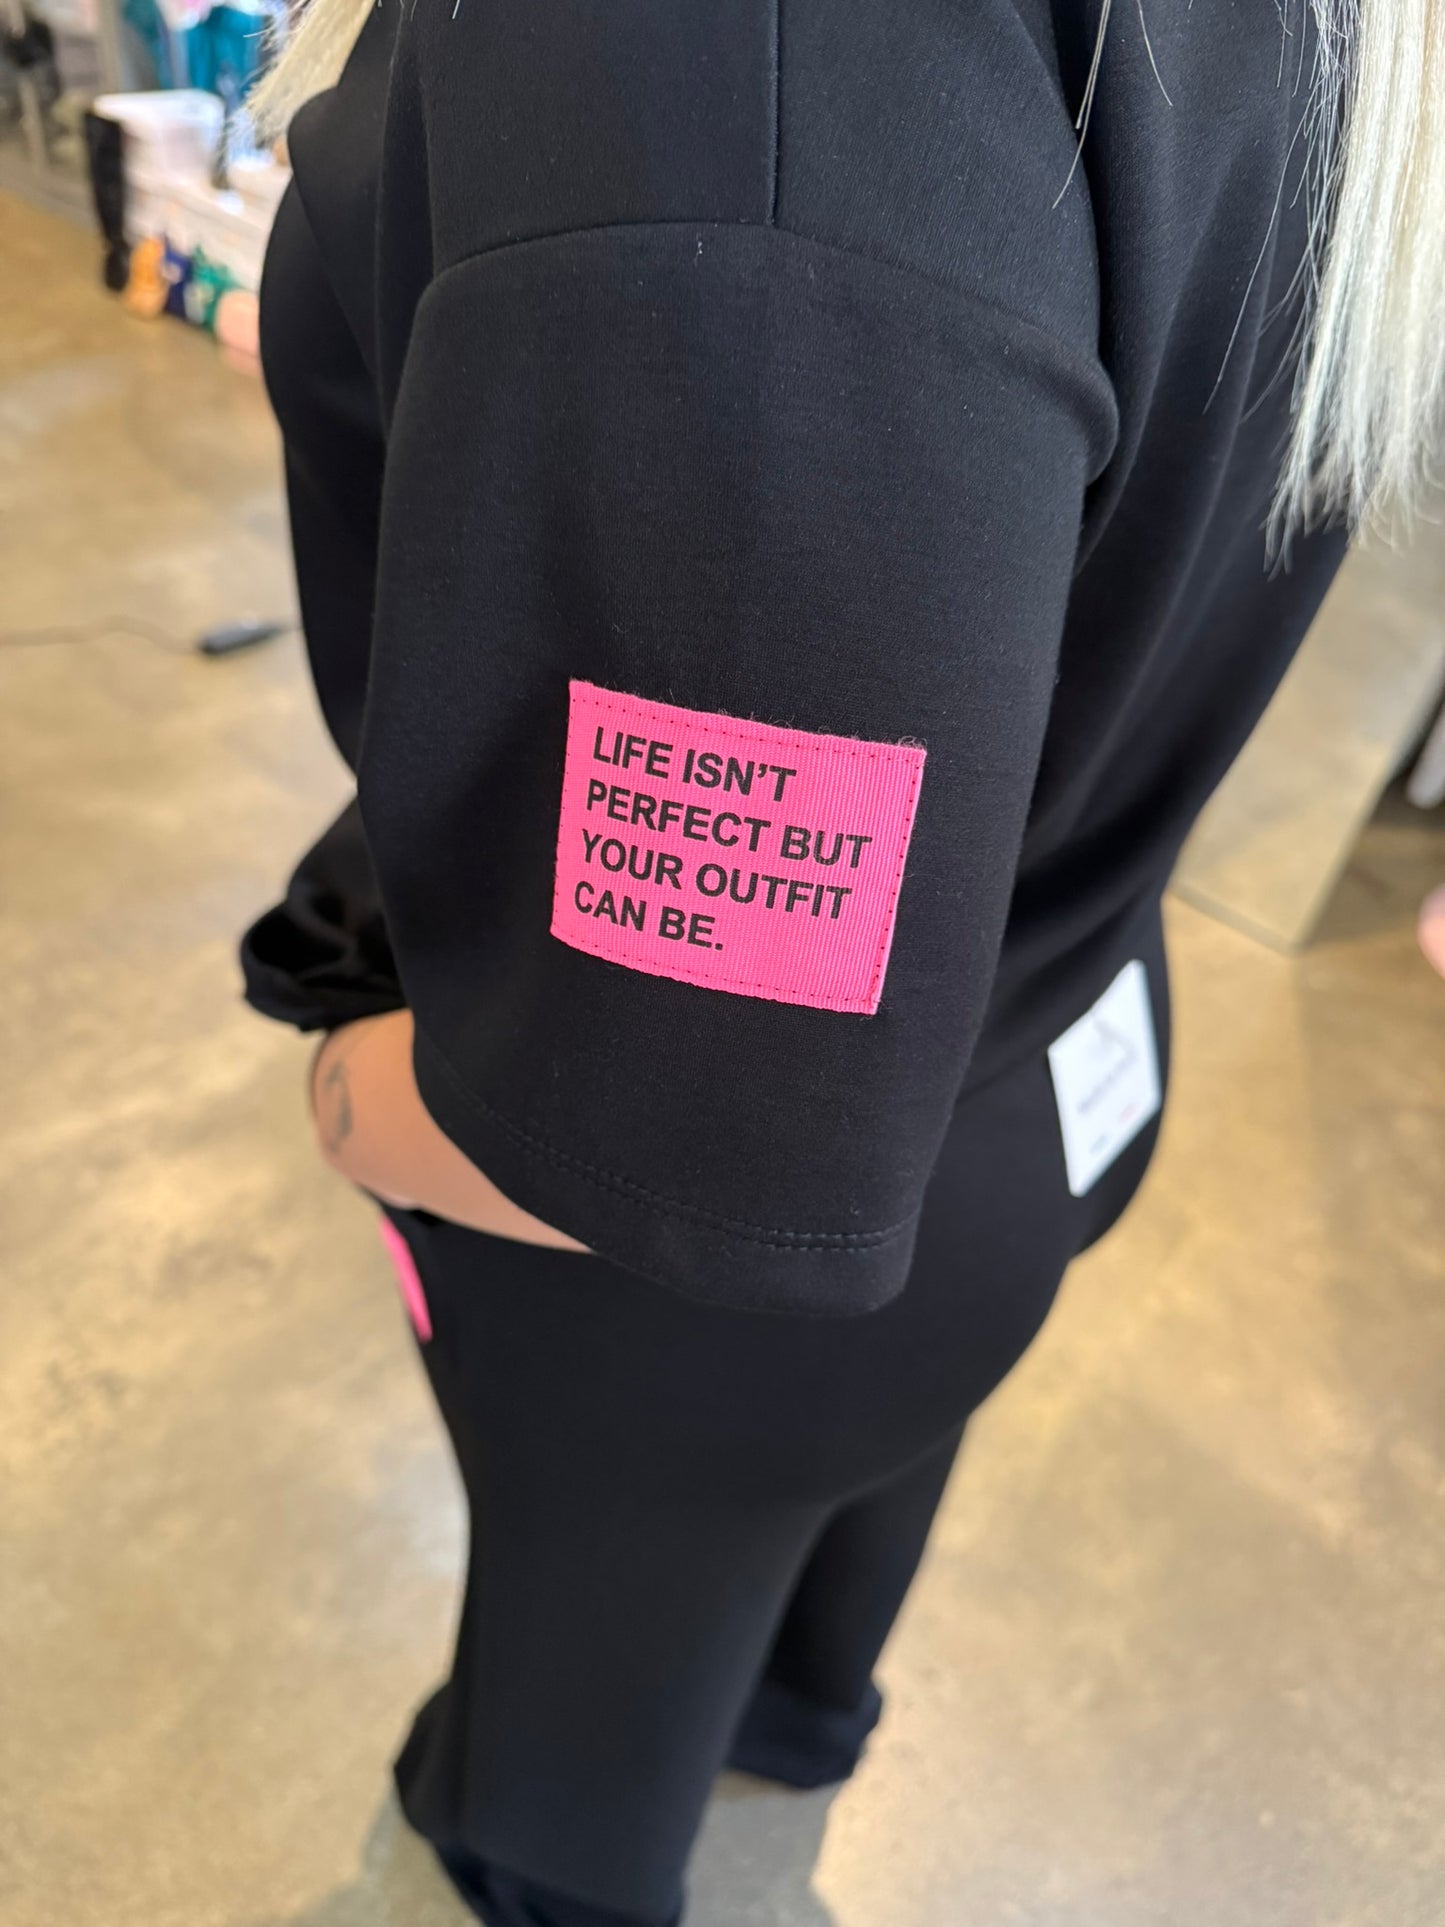 LIFE ISN'T
PERFECT BUT
YOUR OUTFIT
CAN BE.